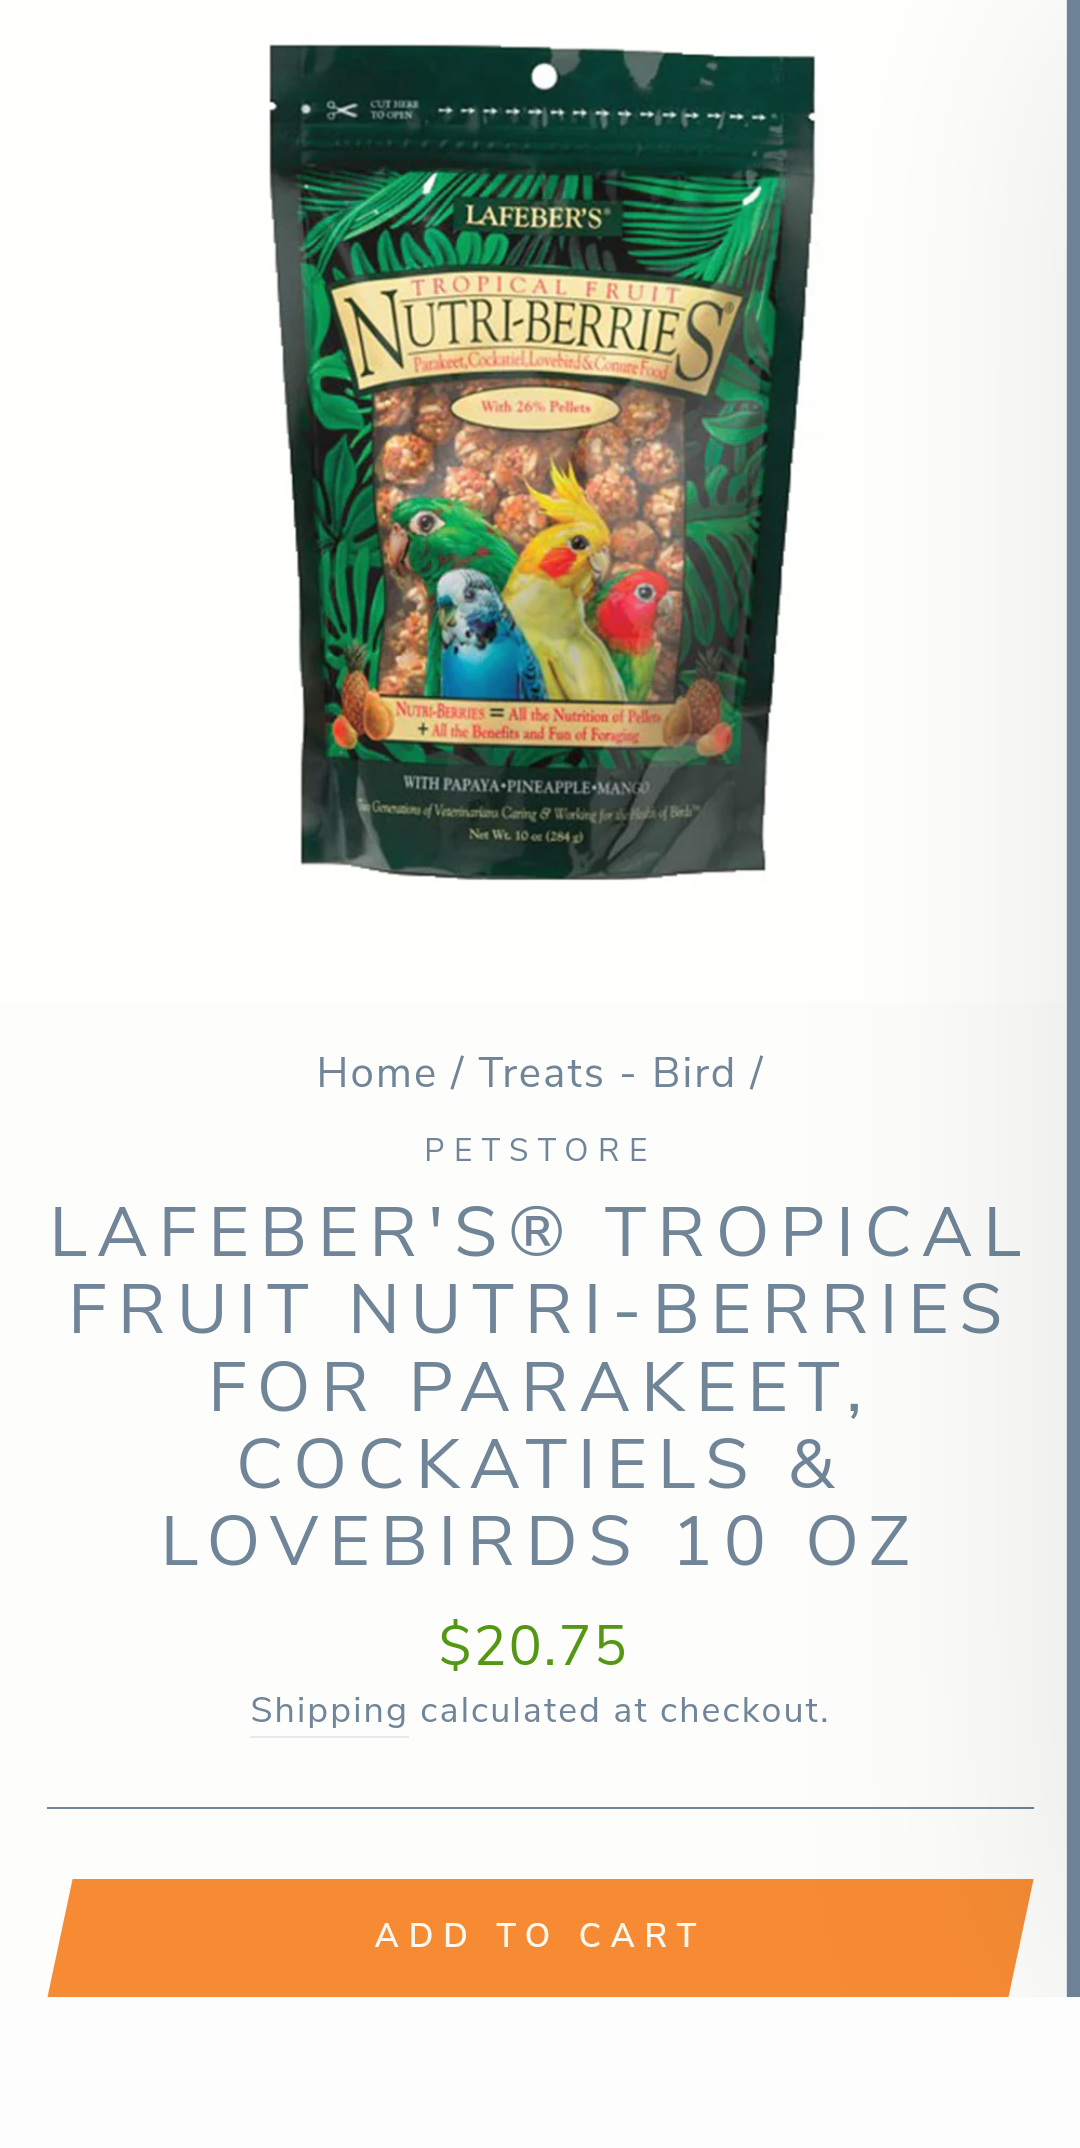 CUT HERE
TO OPEN
LAFEBER'S®
TROPICAL FRUIT
NUTRI-BERRIES®
Parakeet, Cockatiel, Lovebird & Conure Food
With 26% Pellets
NUTRI-BERRIES = All the Nutrition of Pellets
+ All the Benefits and Fun of Foraging
WITH PAPAYA•PINEAPPLE•MANGO
Two Generations of Veterinarians Caring & Working for the Health of Birds™
Net Wt. 10 oz (284 g)
Home / Treats - Bird /
PETSTORE
LAFEBER'S® TROPICAL
FRUIT NUTRI-BERRIES
FOR PARAKEET,
COCKATIELS &
LOVEBIRDS 10 OZ
$20.75
Shipping calculated at checkout.
ADD TO CART